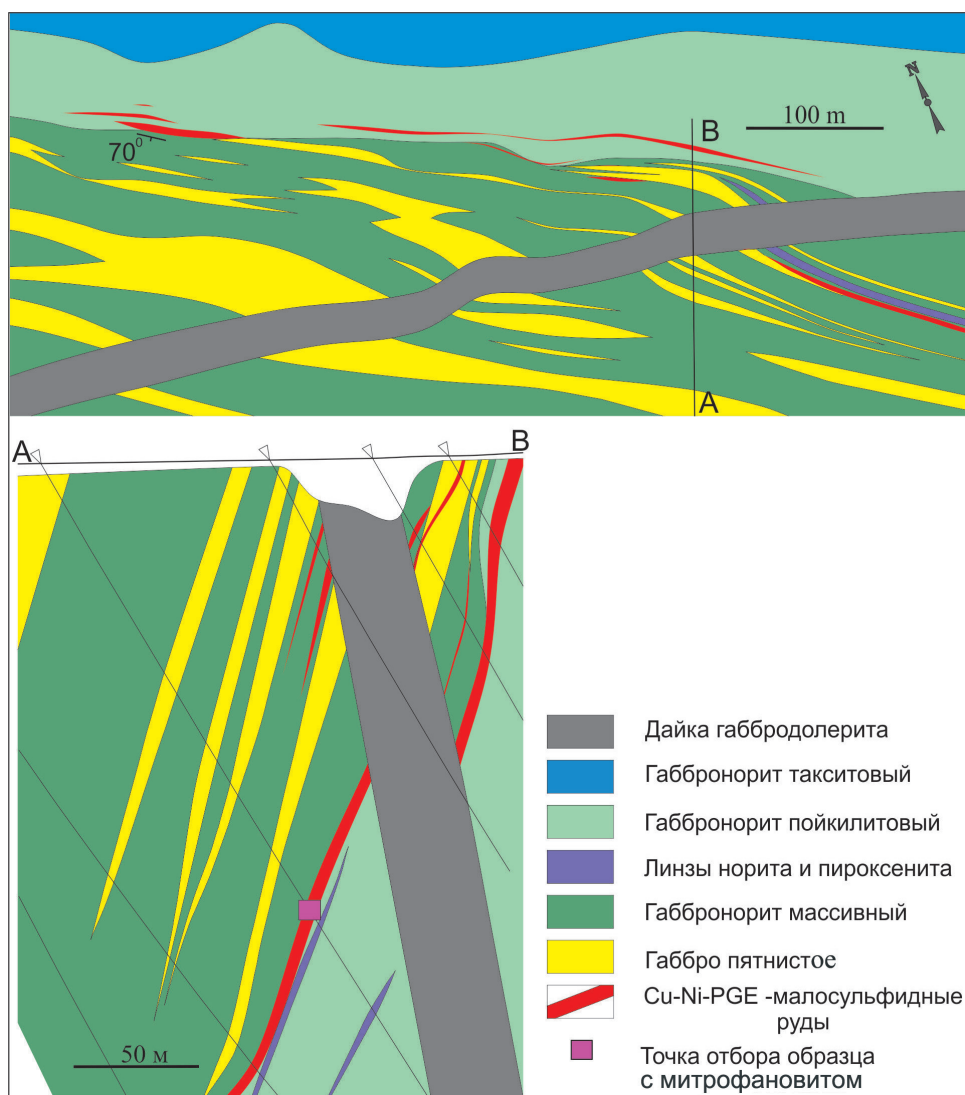 N
100 m
B
70⁰
A
A
B
50 м
Дайка габбродолерита
Габбронорит такситовый
Габбронорит пойкилитовый
Линзы норита и пироксенита
Габбронорит массивный
Габбро пятнистое
Cu-Ni-PGE -малосульфидные
руды
Точка отбора образца
с митрофановитом